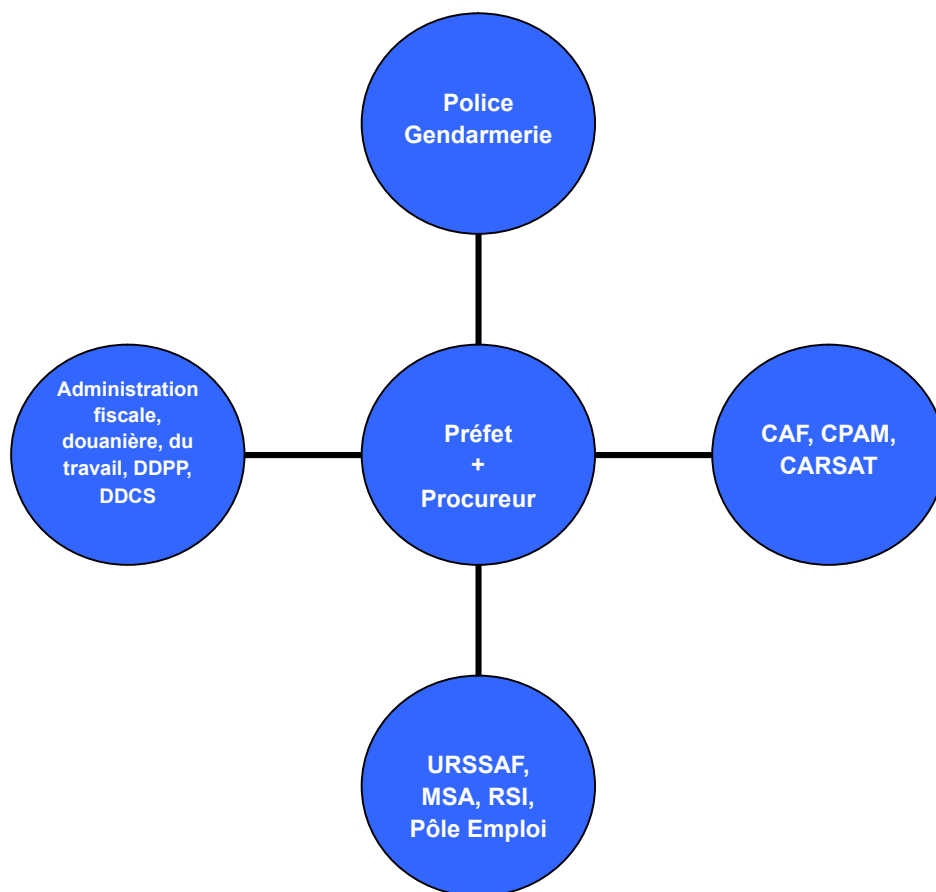 Police
Gendarmerie
Administration
fiscale,
douanière, du
travail, DDPP,
DDCS
Préfet
+
Procureur
CAF, CPAM,
CARSAT
URSSAF,
MSA, RSI,
Pôle Emploi